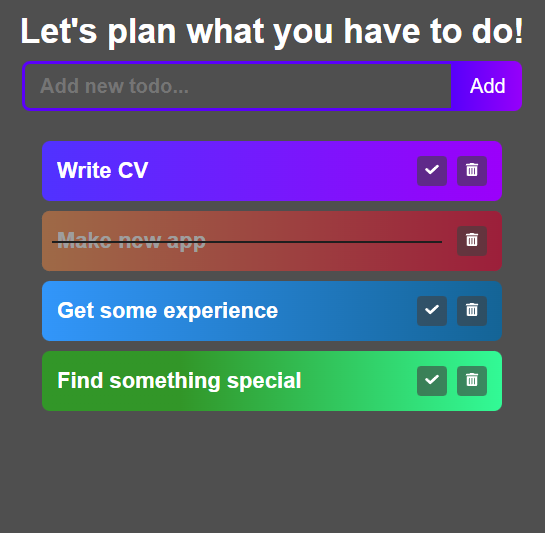 Let's plan what you have to do!
Add new todo... Add
Write CV
Make new app
Get some experience
Find something special